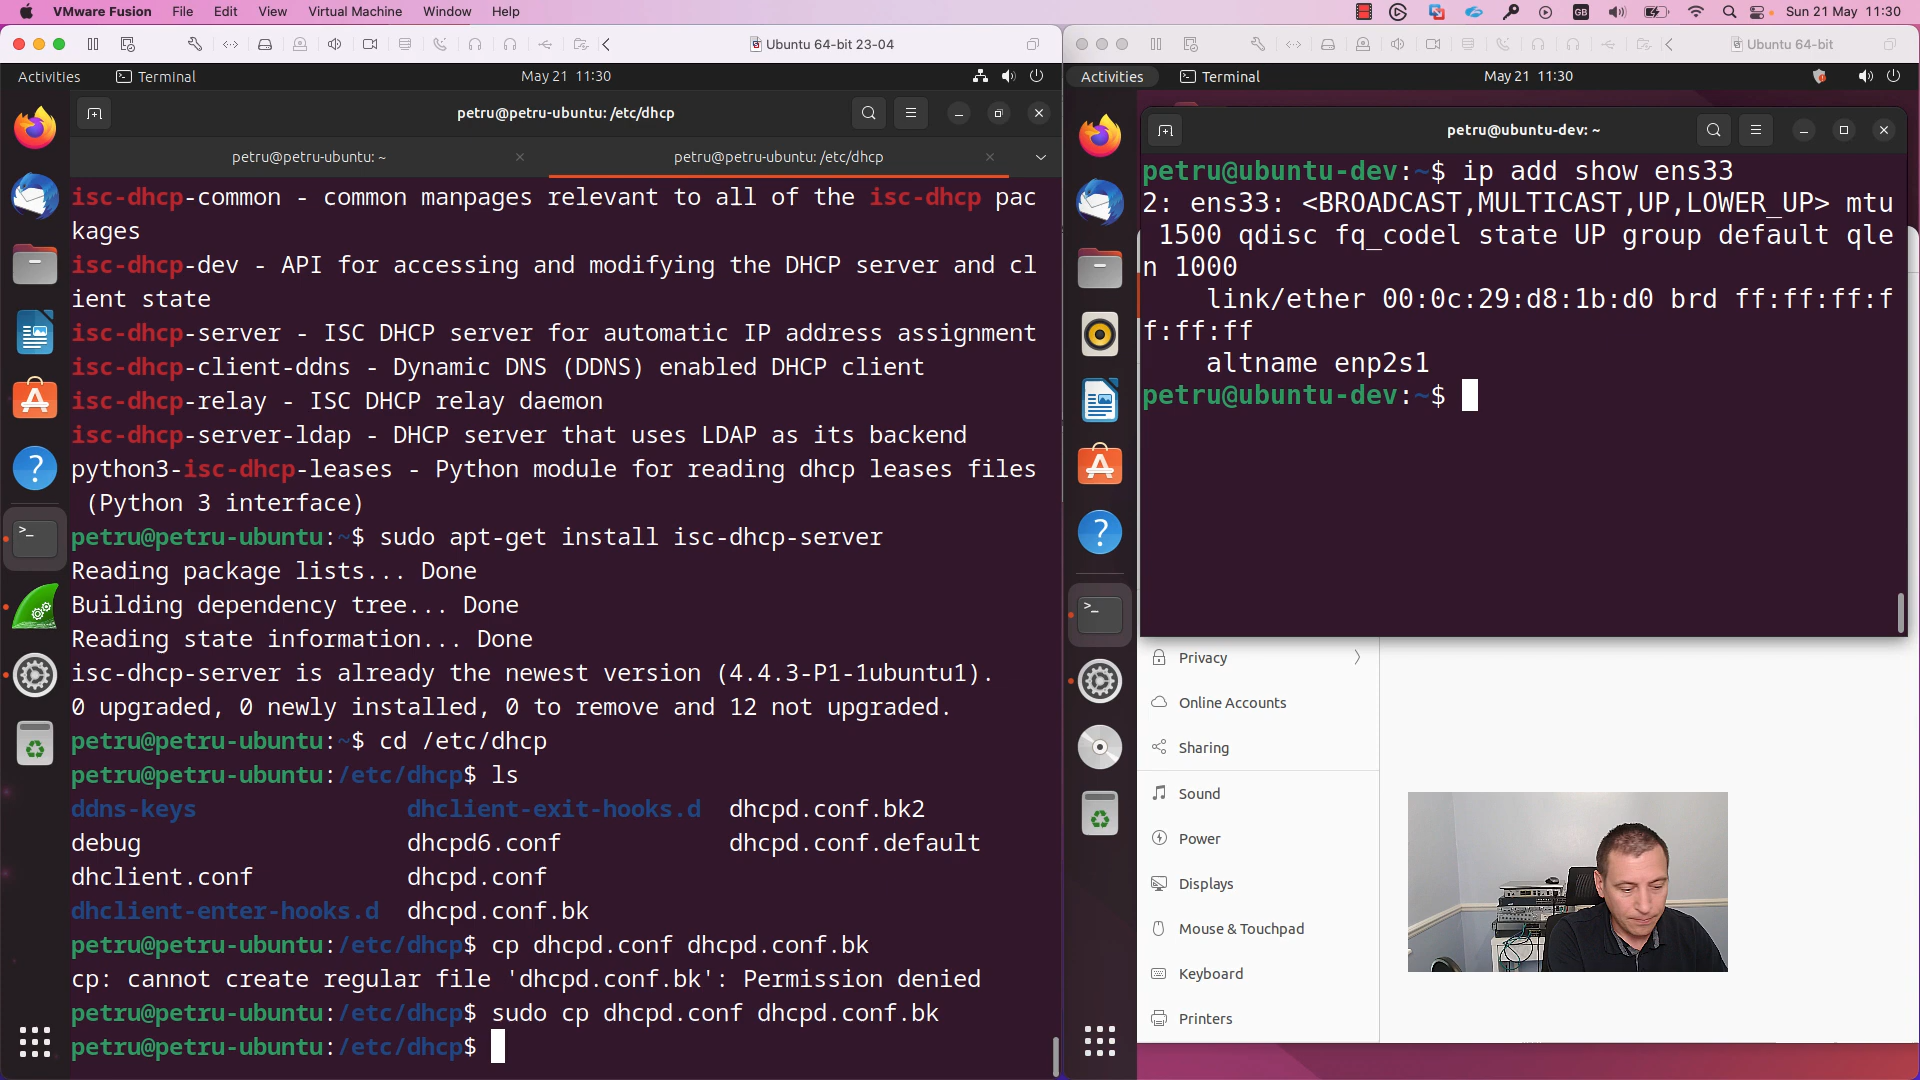 VMware Fusion File Edit View Virtual Machine Window Help GB Sun 21 May 11:30
Ubuntu 64-bit 23-04
Activities Terminal May 21 11:30
petru@petru-ubuntu: /etc/dhcp
petru@petru-ubuntu: ~ petru@petru-ubuntu: /etc/dhcp
isc-dhcp-common - common manpages relevant to all of the isc-dhcp pac
kages
isc-dhcp-dev - API for accessing and modifying the DHCP server and cl
ient state
isc-dhcp-server - ISC DHCP server for automatic IP address assignment
isc-dhcp-client-ddns - Dynamic DNS (DDNS) enabled DHCP client
isc-dhcp-relay - ISC DHCP relay daemon
isc-dhcp-server-ldap - DHCP server that uses LDAP as its backend
python3-isc-dhcp-leases - Python module for reading dhcp leases files
(Python 3 interface)
petru@petru-ubuntu:~$ sudo apt-get install isc-dhcp-server
Reading package lists... Done
Building dependency tree... Done
Reading state information... Done
isc-dhcp-server is already the newest version (4.4.3-P1-1ubuntu1).
0 upgraded, 0 newly installed, 0 to remove and 12 not upgraded.
petru@petru-ubuntu:~$ cd /etc/dhcp
petru@petru-ubuntu:/etc/dhcp$ ls
ddns-keys dhclient-exit-hooks.d dhcpd.conf.bk2
debug dhcpd6.conf dhcpd.conf.default
dhclient.conf dhcpd.conf
dhclient-enter-hooks.d dhcpd.conf.bk
petru@petru-ubuntu:/etc/dhcp$ cp dhcpd.conf dhcpd.conf.bk
cp: cannot create regular file 'dhcpd.conf.bk': Permission denied
petru@petru-ubuntu:/etc/dhcp$ sudo cp dhcpd.conf dhcpd.conf.bk
petru@petru-ubuntu:/etc/dhcp$
Ubuntu 64-bit
Activities Terminal May 21 11:30
petru@ubuntu-dev: ~
petru@ubuntu-dev:~$ ip add show ens33
2: ens33: <BROADCAST,MULTICAST,UP,LOWER_UP> mtu
1500 qdisc fq_codel state UP group default qle
n 1000
link/ether 00:0c:29:d8:1b:d0 brd ff:ff:ff:f
f:ff:ff
altname enp2s1
petru@ubuntu-dev:~$
Privacy
Online Accounts
Sharing
Sound
Power
Displays
Mouse & Touchpad
Keyboard
Printers